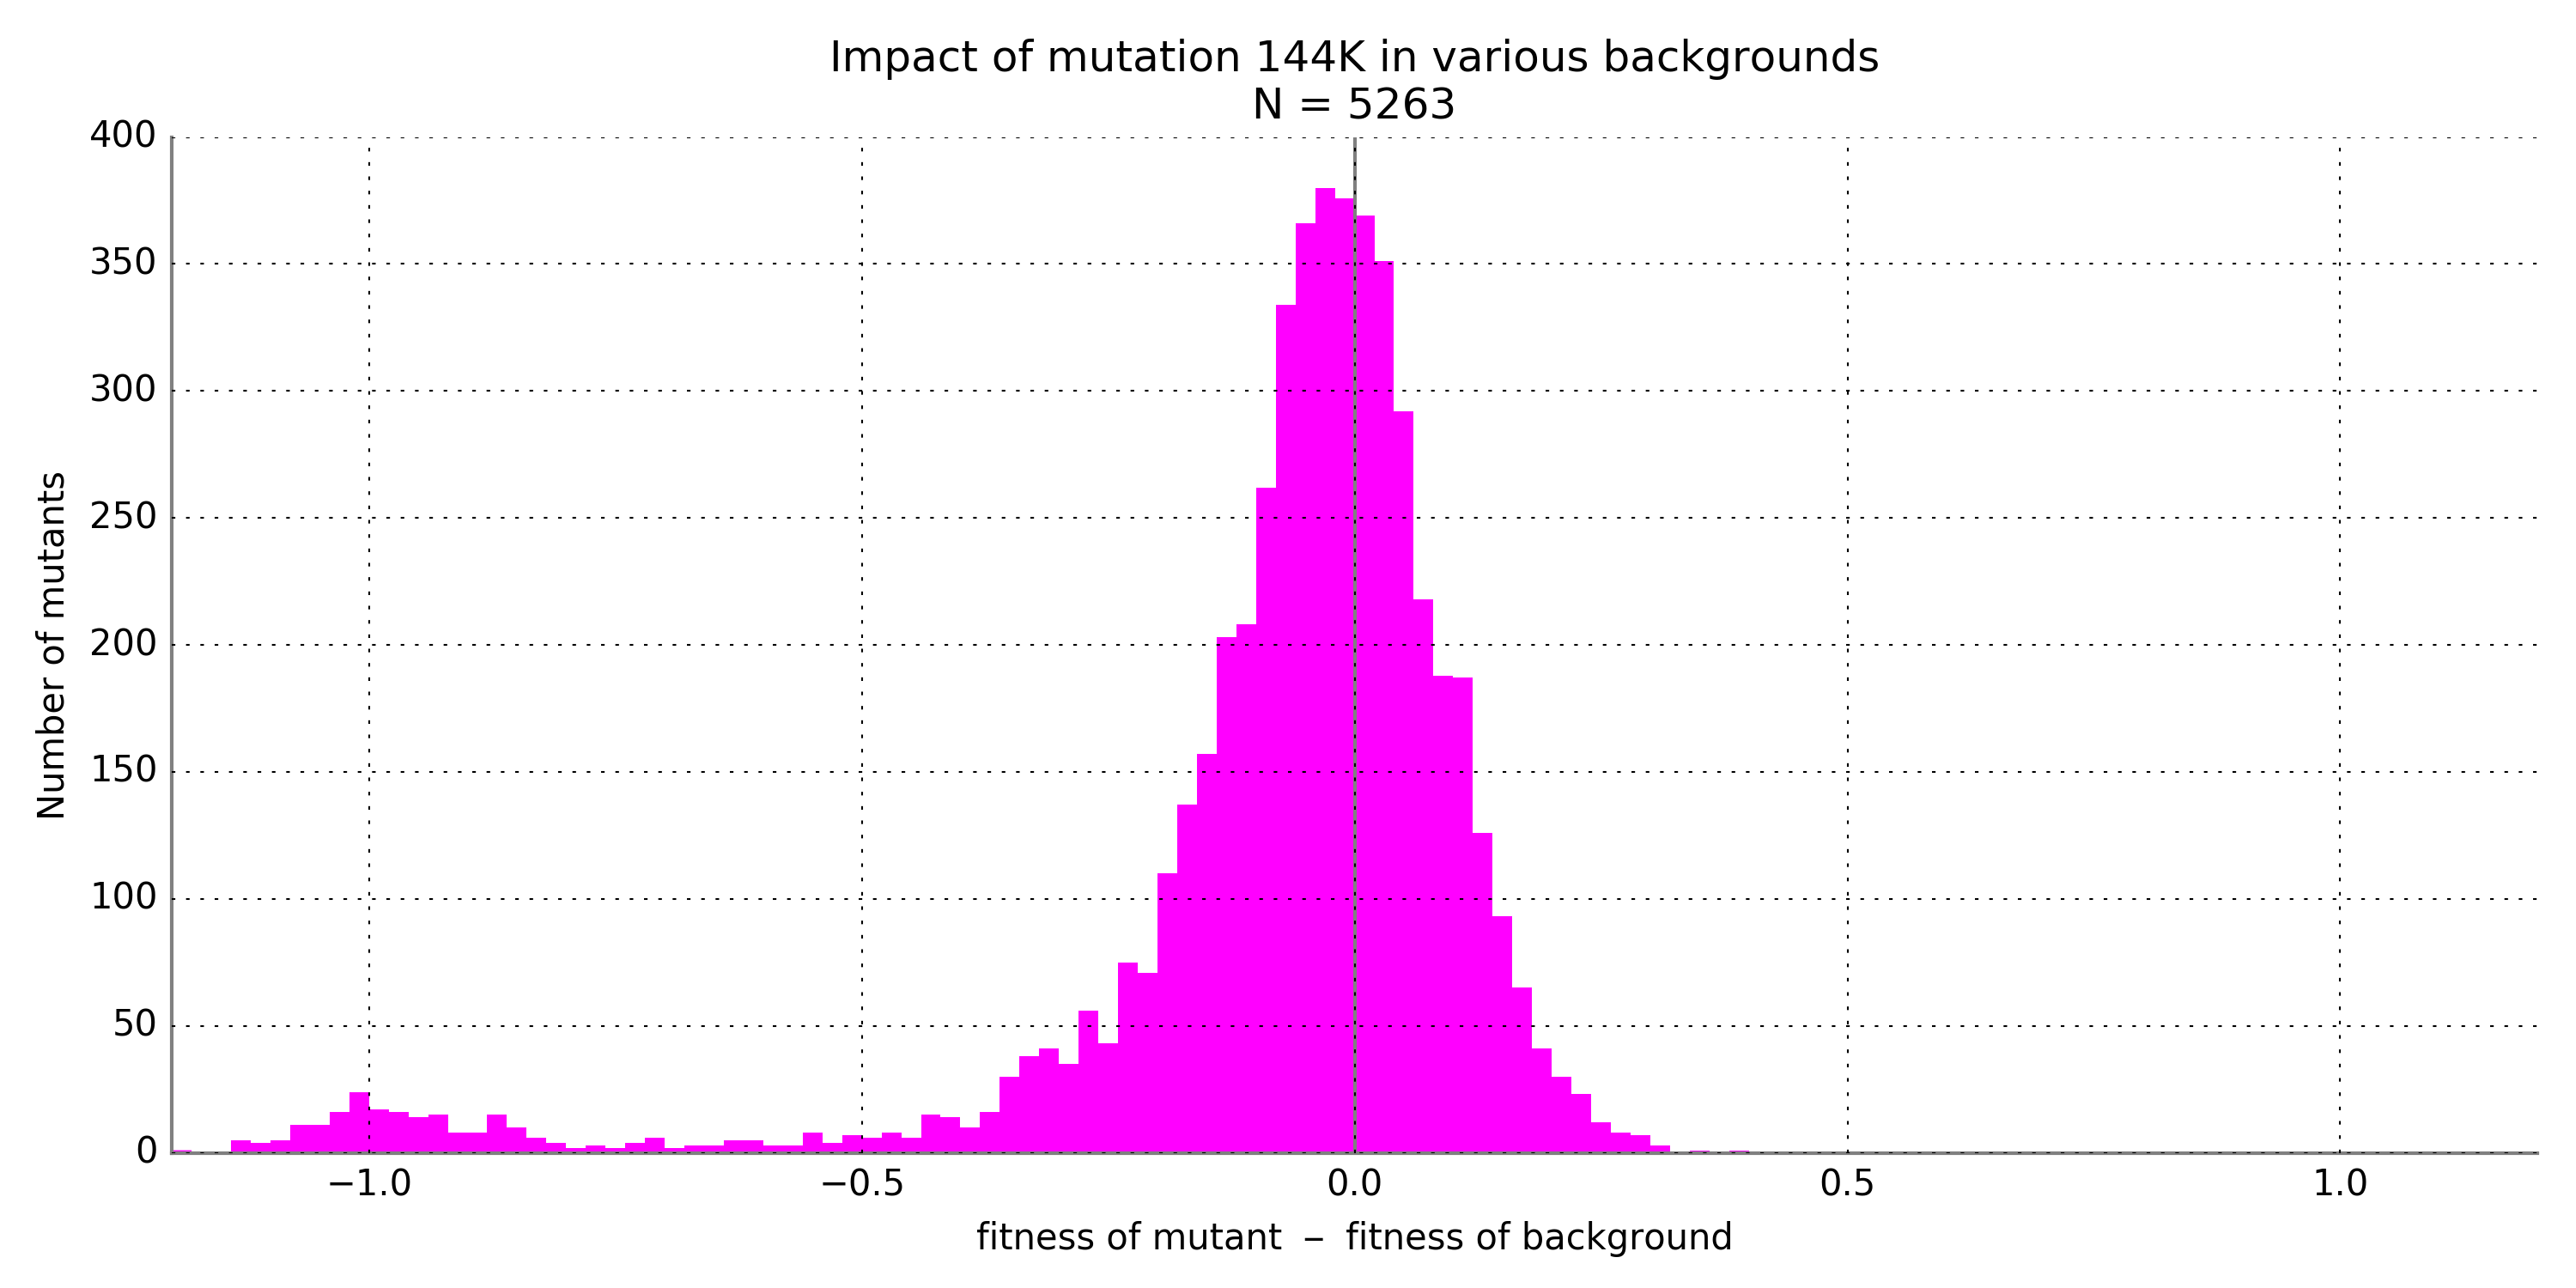 Impact of mutation 144K in various backgrounds
N = 5263
400
350
300
250
200
150
100
50
0
Number of mutants
−1.0 −0.5 0.0 0.5 1.0
fitness of mutant – fitness of background